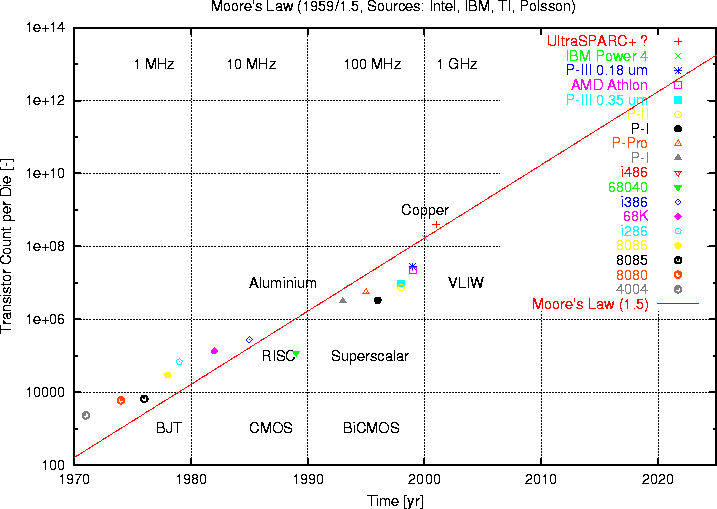 Moore's Law (1959/1.5, Sources: Intel, IBM, TI, Polsson)
1e+14
1e+12
1e+10
1e+08
1e+06
10000
100
Transistor Count per Die [-]
1 MHz 10 MHz 100 MHz 1 GHz
UltraSPARC+ ?
IBM Power 4
P-III 0.18 um
AMD Athlon
P-III 0.35 um
P-II
P-I
P-Pro
P-I
i486
68040
i386
68K
i286
8086
8085
8080
4004
Moore's Law (1.5)
Copper
Aluminium VLIW
RISC Superscalar
BJT CMOS BiCMOS
1970 1980 1990 2000 2010 2020
Time [yr]